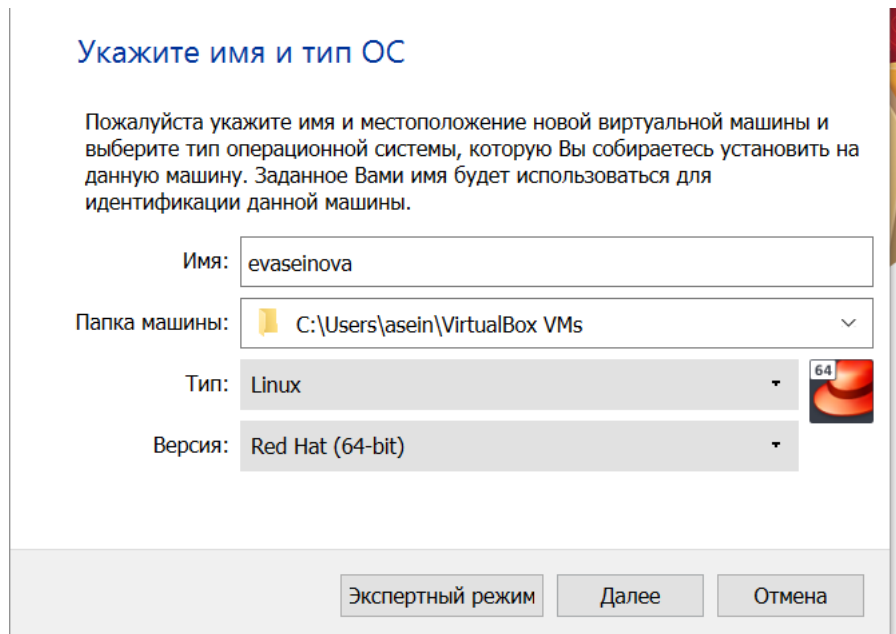 Укажите имя и тип ОС
Пожалуйста укажите имя и местоположение новой виртуальной машины и
выберите тип операционной системы, которую Вы собираетесь установить на
данную машину. Заданное Вами имя будет использоваться для
идентификации данной машины.
Имя: evaseinova
Папка машины: C:\Users\asein\VirtualBox VMs
Тип: Linux
64
Версия: Red Hat (64-bit)
Экспертный режим Далее Отмена